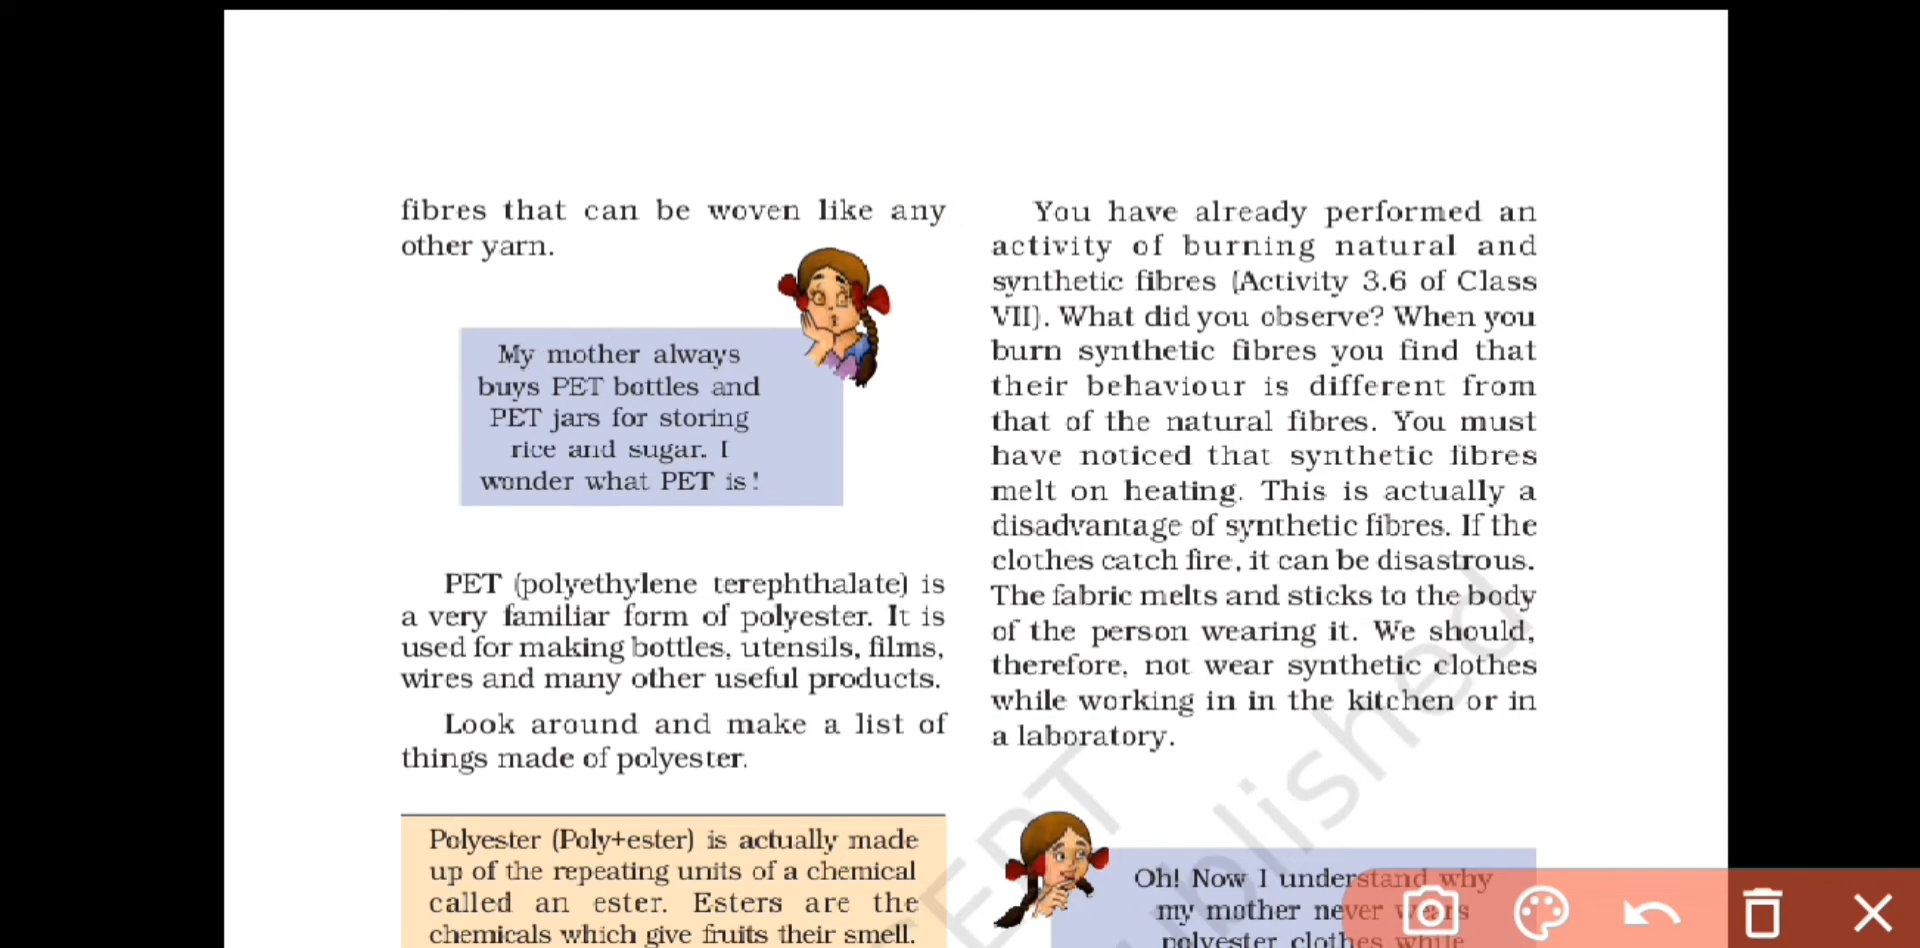 fibres that can be woven like any
other yarn.
My mother always
buys PET bottles and
PET jars for storing
rice and sugar. I
wonder what PET is!
PET (polyethylene terephthalate) is
a very familiar form of polyester. It is
used for making bottles, utensils, films,
wires and many other useful products.
Look around and make a list of
things made of polyester.
Polyester (Poly+ester) is actually made
up of the repeating units of a chemical
called an ester. Esters are the
chemicals which give fruits their smell.
You have already performed an
activity of burning natural and
synthetic fibres (Activity 3.6 of Class
VII). What did you observe? When you
burn synthetic fibres you find that
their behaviour is different from
that of the natural fibres. You must
have noticed that synthetic fibres
melt on heating. This is actually a
disadvantage of synthetic fibres. If the
clothes catch fire, it can be disastrous.
The fabric melts and sticks to the body
of the person wearing it. We should,
therefore, not wear synthetic clothes
while working in in the kitchen or in
a laboratory.
Oh! Now I understand why
my mother never wears
polyester clothes while